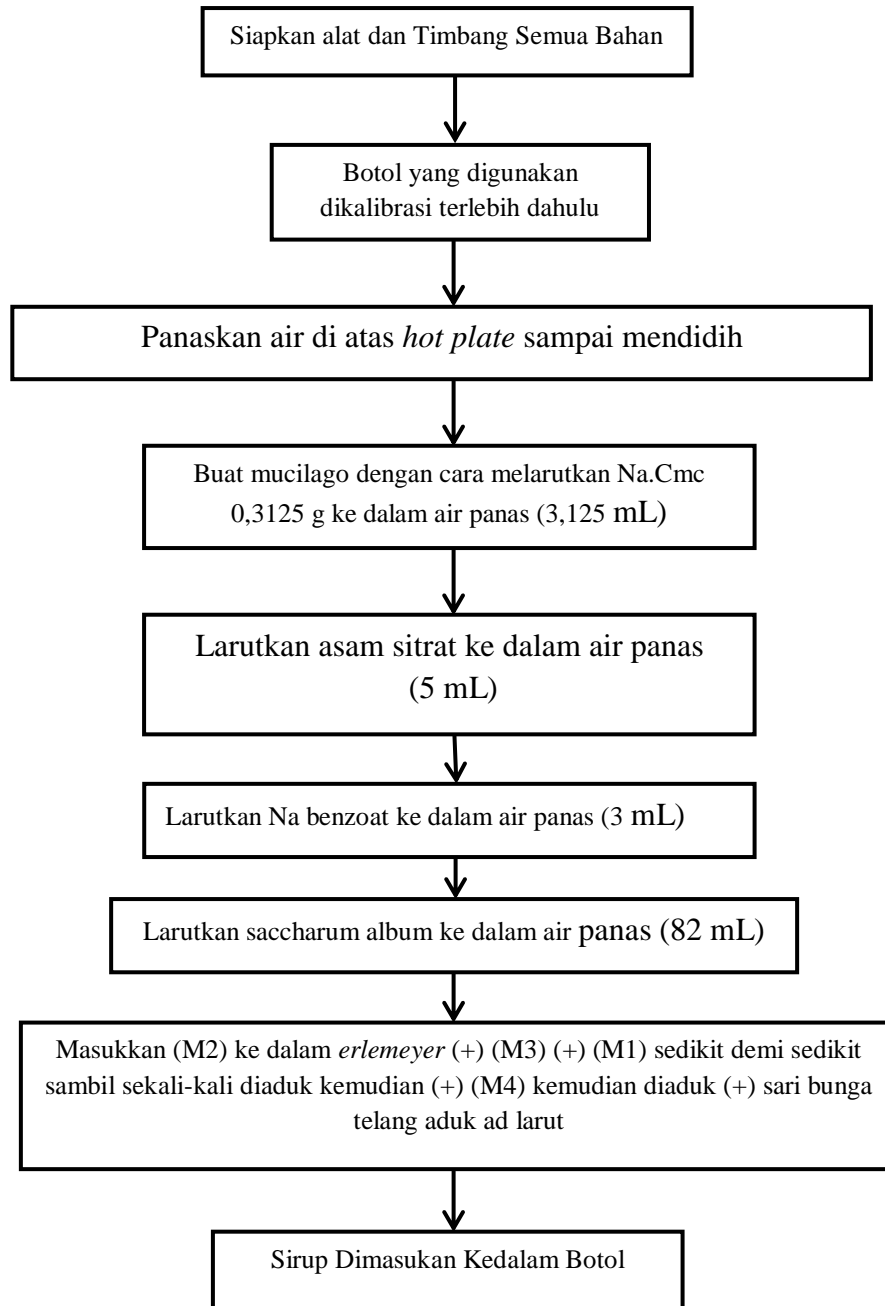 Siapkan alat dan Timbang Semua Bahan
Botol yang digunakan
dikalibrasi terlebih dahulu
Panaskan air di atas hot plate sampai mendidih
Buat mucilago dengan cara melarutkan Na.Cmc
0,3125 g ke dalam air panas (3,125 mL)
Larutkan asam sitrat ke dalam air panas
(5 mL)
Larutkan Na benzoat ke dalam air panas (3 mL)
Larutkan saccharum album ke dalam air panas (82 mL)
Masukkan (M2) ke dalam erlemeyer (+) (M3) (+) (M1) sedikit demi sedikit
sambil sekali-kali diaduk kemudian (+) (M4) kemudian diaduk (+) sari bunga
telang aduk ad larut
Sirup Dimasukan Kedalam Botol